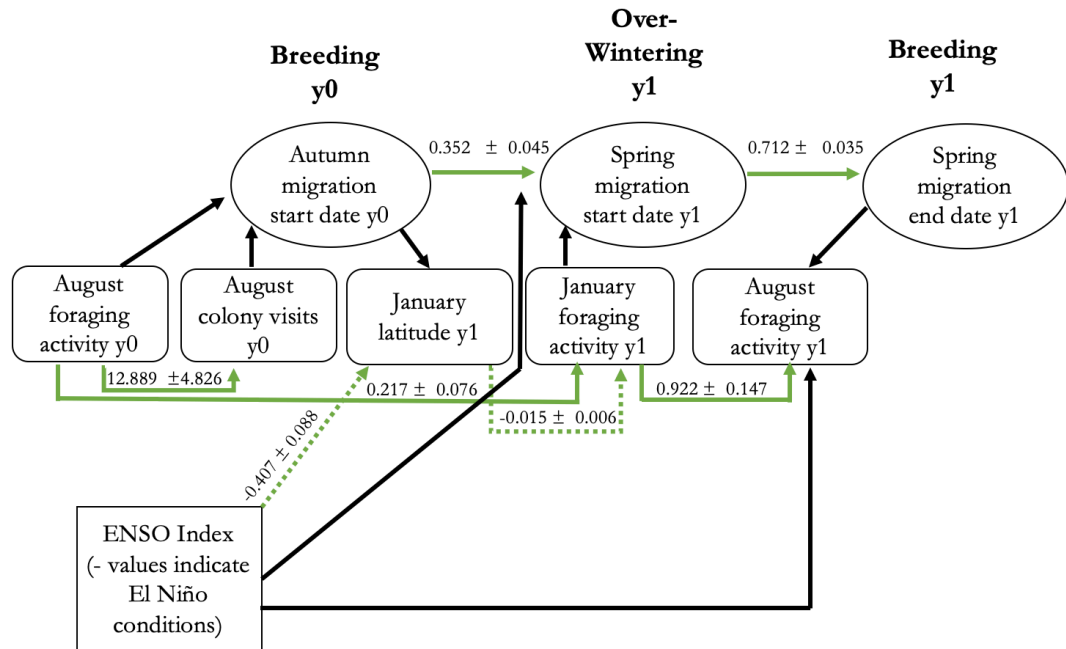 Breeding
y0
Over-
Wintering
y1
Breeding
y1
Autumn
migration
start date y0
0.352 ± 0.045
Spring
migration
start date y1
0.712 ± 0.035
Spring
migration
end date y1
August
foraging
activity y0
August
colony visits
y0
January
latitude y1
January
foraging
activity y1
August
foraging
activity y1
12.889 ±4.826
0.217 ± 0.076
-0.015 ± 0.006
0.922 ± 0.147
-0.407 ± 0.088
ENSO Index
(- values indicate
El Niño
conditions)